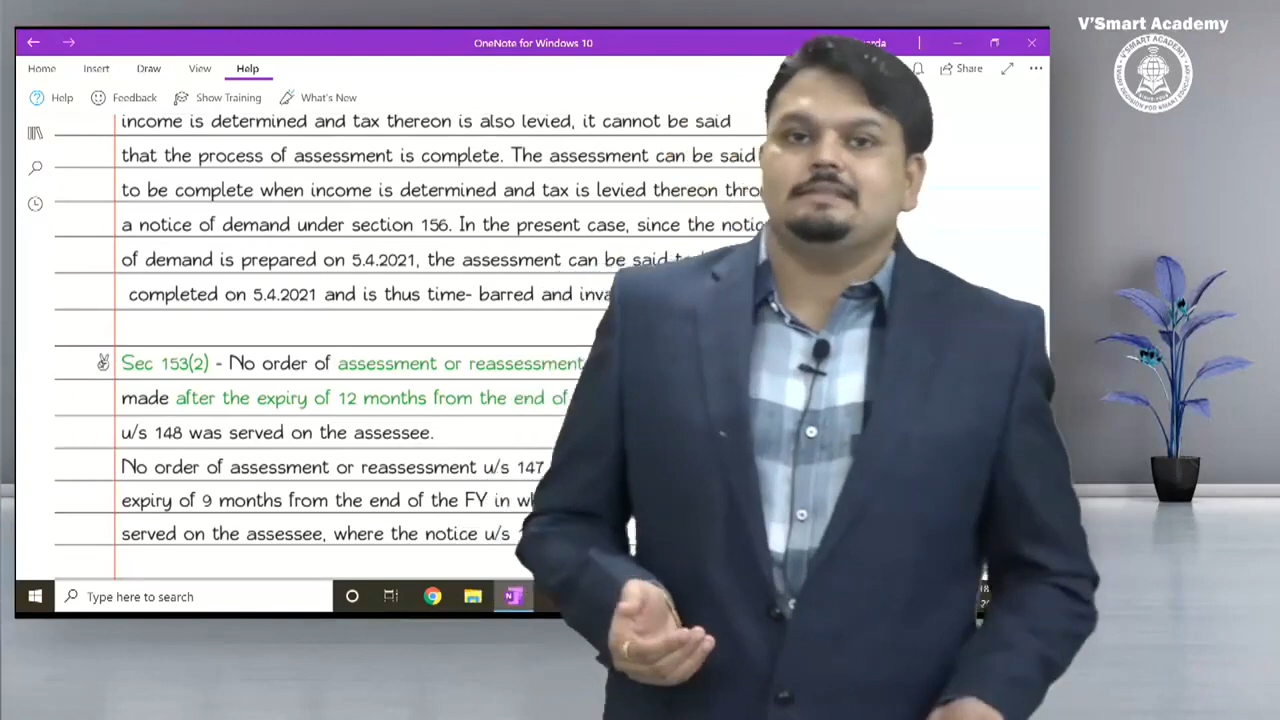 V'Smart Academy
OneNote for Windows 10
Home Insert Draw View Help Share
Help Feedback Show Training What's New
income is determined and tax thereon is also levied, it cannot be said
that the process of assessment is complete. The assessment can be said
to be complete when income is determined and tax is levied thereon
a notice of demand under section 156. In the present case, since the
of demand is prepared on 5.4.2021, the assessment can be said
completed on 5.4.2021 and is thus time- barred and
Sec 153(2) - No order of assessment or reassessment
made after the expiry of 12 months from the end of
u/s 148 was served on the assessee.
No order of assessment or reassessment u/s 147
expiry of 9 months from the end of the FY in
served on the assessee, where the notice u/s
Type here to search